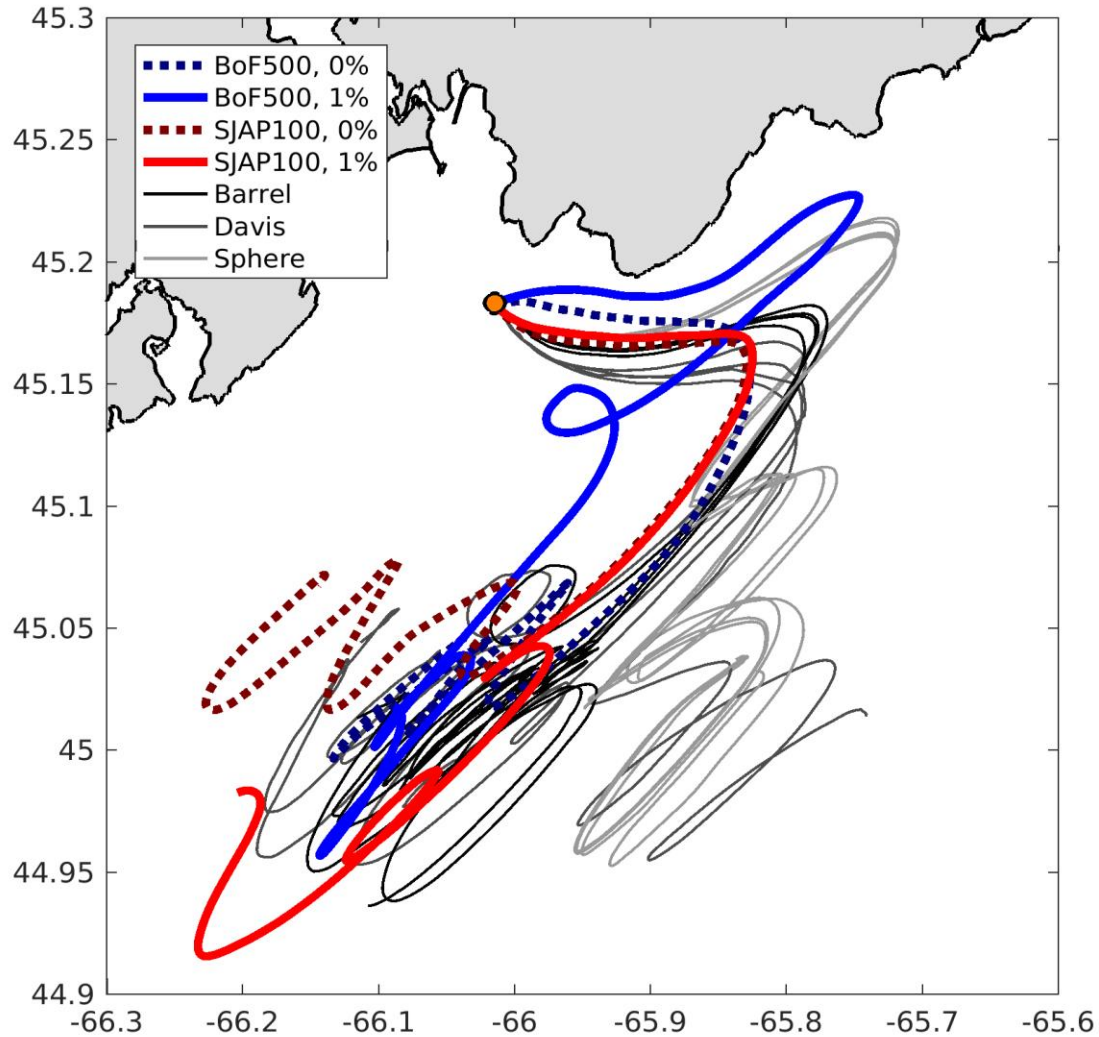 45.3
45.25
45.2
45.15
45.1
45.05
45
44.95
44.9
BoF500, 0%
BoF500, 1%
SJAP100, 0%
SJAP100, 1%
Barrel
Davis
Sphere
-66.3 -66.2 -66.1 -66 -65.9 -65.8 -65.7 -65.6